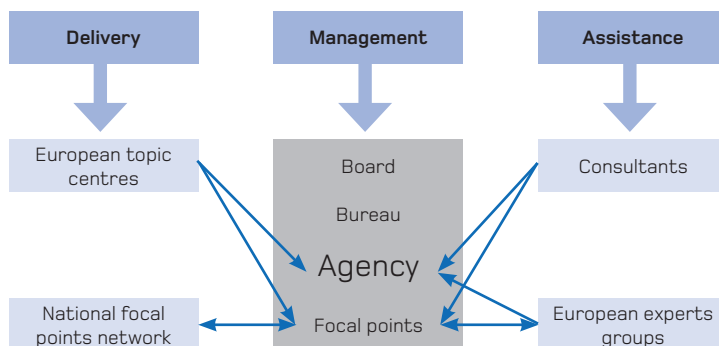 Delivery
Management
Assistance
European topic
centres
Board
Consultants
Bureau
Agency
National focal
points network
Focal points
European experts
groups